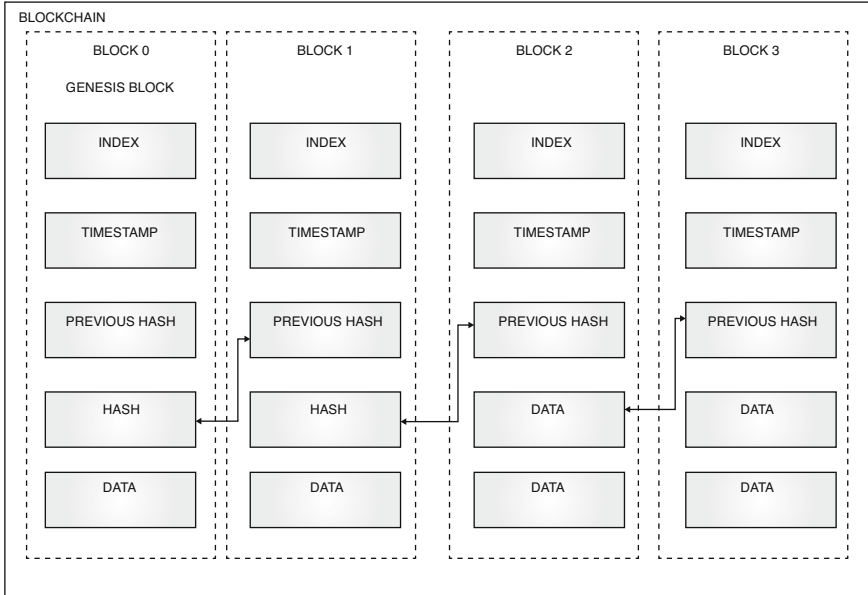 BLOCKCHAIN
BLOCK 0
GENESIS BLOCK
INDEX
TIMESTAMP
PREVIOUS HASH
HASH
DATA
BLOCK 1
INDEX
TIMESTAMP
PREVIOUS HASH
HASH
DATA
BLOCK 2
INDEX
TIMESTAMP
PREVIOUS HASH
DATA
DATA
BLOCK 3
INDEX
TIMESTAMP
PREVIOUS HASH
DATA
DATA